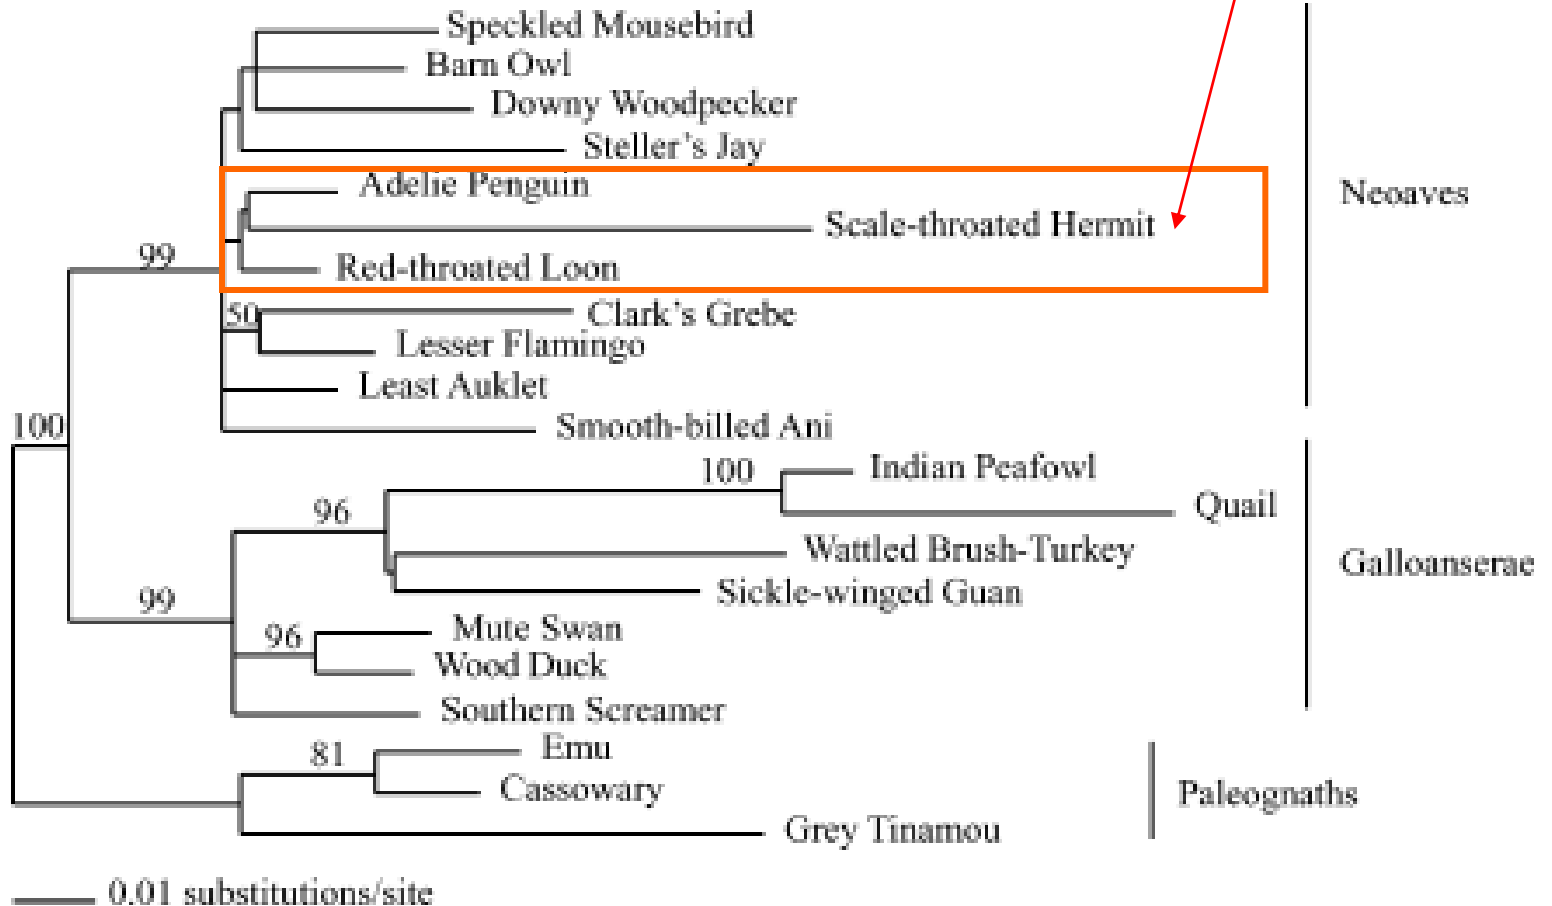 Speckled Mousebird
Barn Owl
Downy Woodpecker
Steller's Jay
Adelie Penguin
Neoaves
Scale-throated Hermit
99
Red-throated Loon
50
Clark's Grebe
Lesser Flamingo
Least Auklet
100
Smooth-billed Ani
100
Indian Peafowl
96
Quail
Wattled Brush-Turkey
Galloanserae
Sickle-winged Guan
99
96
Mute Swan
Wood Duck
Southern Screamer
81
Emu
Cassowary
Paleognaths
Grey Tinamou
0.01 substitutions/site